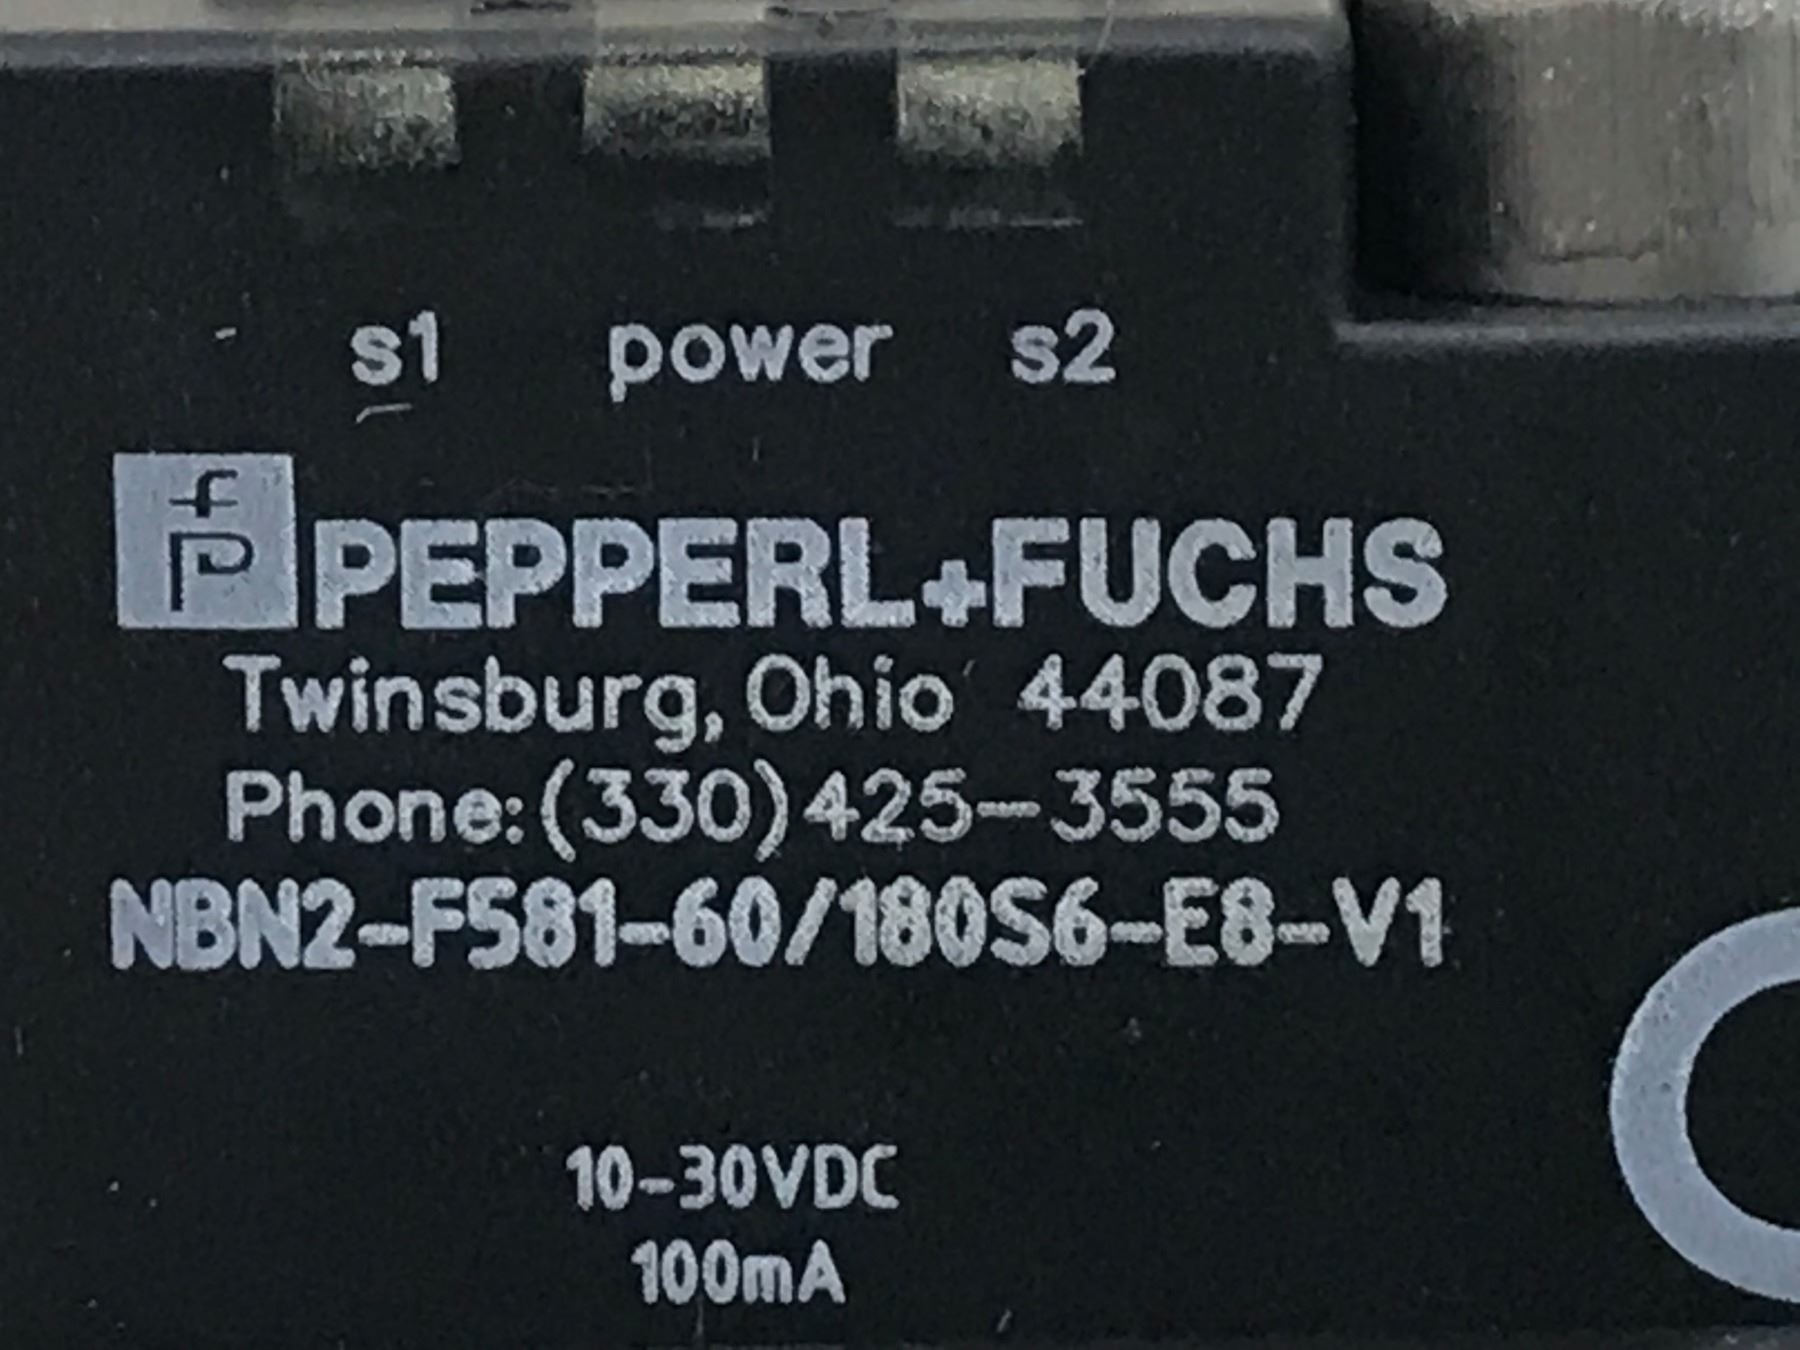 s1 power s2
fp PEPPERL+FUCHS
Twinsburg, Ohio 44087
Phone:(330)425-3555
NBN2-F581-60/180S6-E8-V1
10-30VDC
100mA